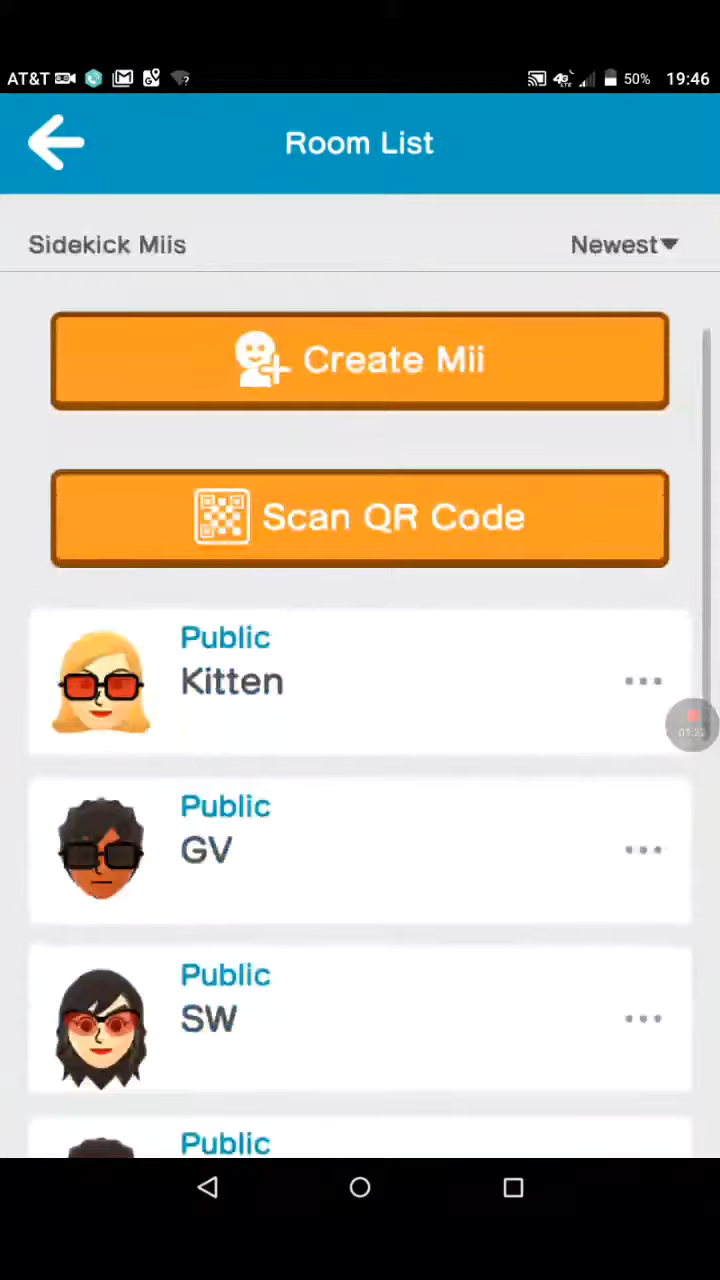 AT&T 50% 19:46
Room List
Sidekick Miis Newest
Create Mii
Scan QR Code
Public
Kitten
Public
GV
Public
SW
Public